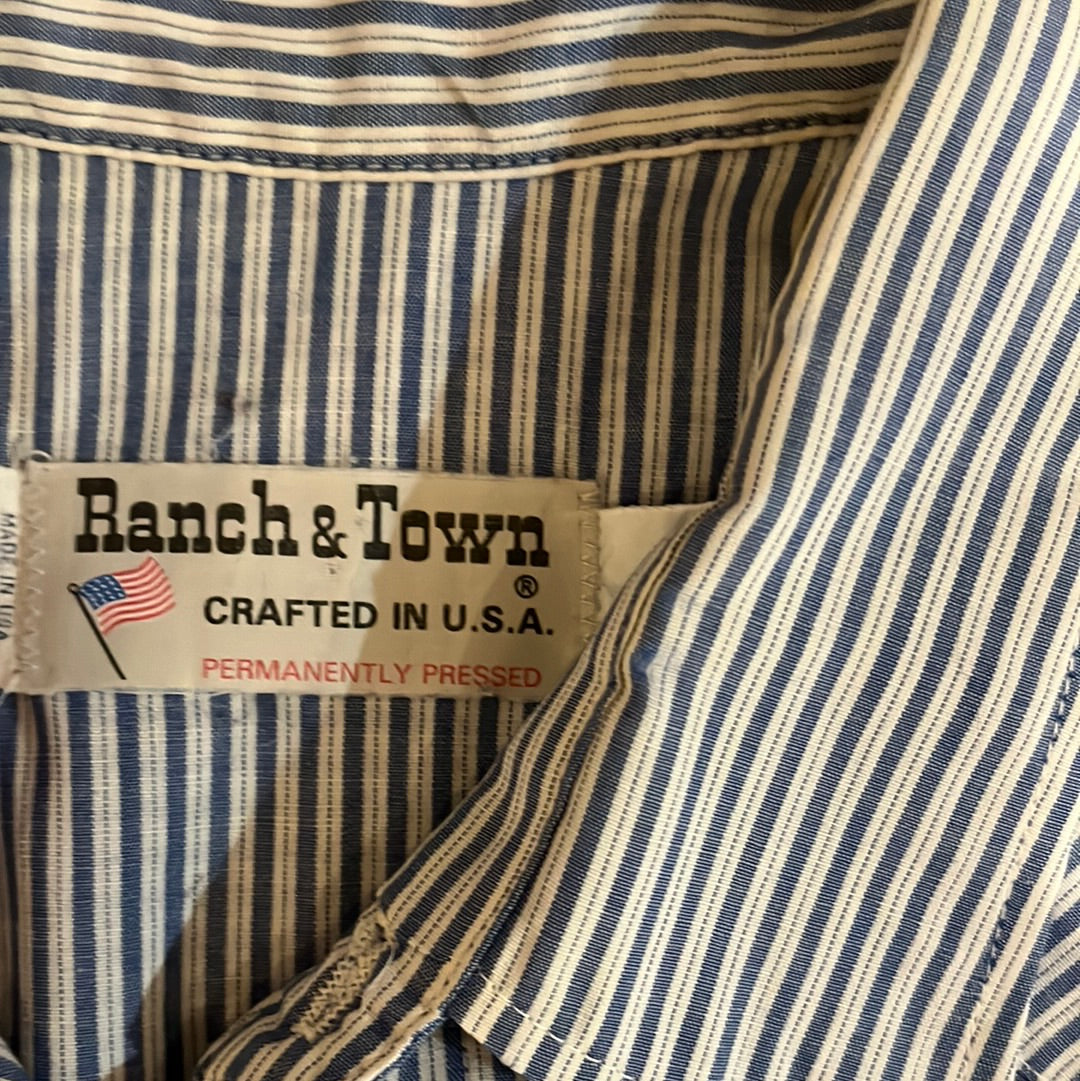 Ranch & Town
®
CRAFTED IN U.S.A.
PERMANENTLY PRESSED
MADE IN USA